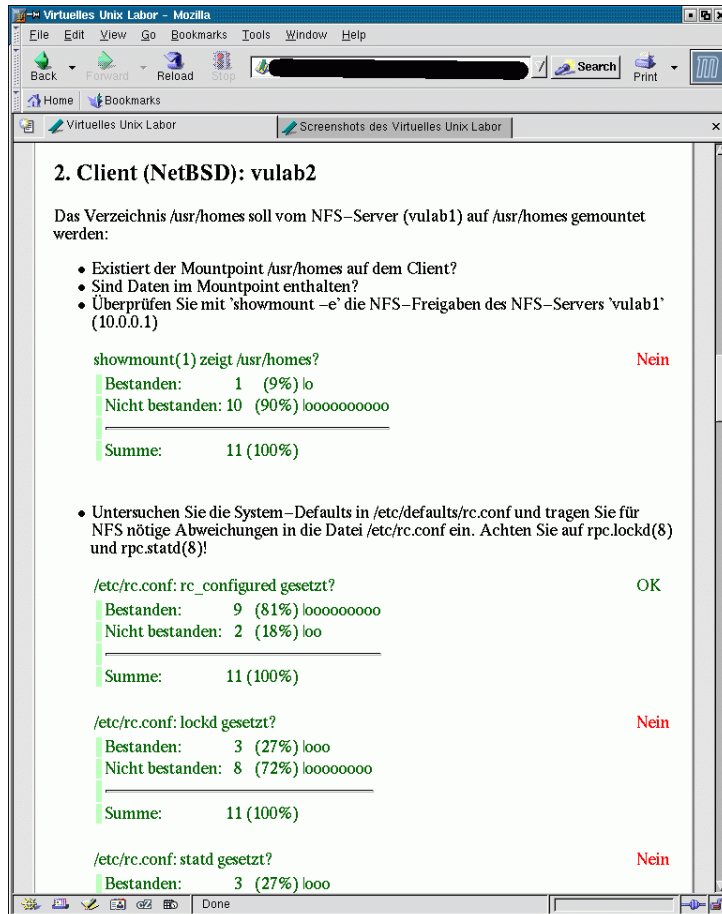 Virtuelles Unix Labor - Mozilla
File Edit View Go Bookmarks Tools Window Help
Back Forward Reload Stop Search Print
Home Bookmarks
Virtuelles Unix Labor Screenshots des Virtuelles Unix Labor
2. Client (NetBSD): vulab2
Das Verzeichnis /usr/homes soll vom NFS-Server (vulab1) auf /usr/homes gemountet
werden:
• Existiert der Mountpoint /usr/homes auf dem Client?
• Sind Daten im Mountpoint enthalten?
• Überprüfen Sie mit 'showmount -e' die NFS-Freigaben des NFS-Servers 'vulab1'
(10.0.0.1)
showmount(1) zeigt /usr/homes? Nein
Bestanden: 1 (9%) |o
Nicht bestanden: 10 (90%) |oooooooooo
Summe: 11 (100%)
• Untersuchen Sie die System-Defaults in /etc/defaults/rc.conf und tragen Sie für
NFS nötige Abweichungen in die Datei /etc/rc.conf ein. Achten Sie auf rpc.lockd(8)
und rpc.statd(8)!
/etc/rc.conf: rc_configured gesetzt? OK
Bestanden: 9 (81%) |ooooooooo
Nicht bestanden: 2 (18%) |oo
Summe: 11 (100%)
/etc/rc.conf: lockd gesetzt? Nein
Bestanden: 3 (27%) |ooo
Nicht bestanden: 8 (72%) |oooooooo
Summe: 11 (100%)
/etc/rc.conf: statd gesetzt? Nein
Bestanden: 3 (27%) |ooo
Done